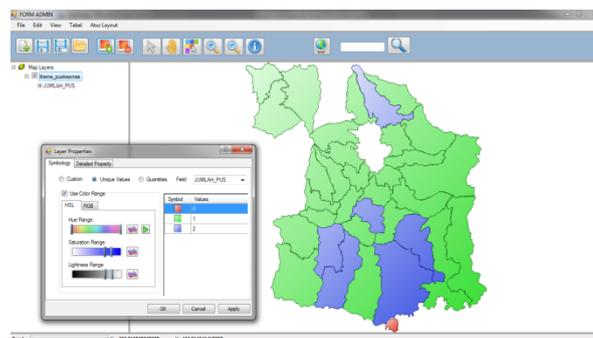 FORM ADMIN
File Edit View Tabel Atur Layout
Map Layers
theme_puskesmas
JUMLAH_PUS
Layer Properties
Symbology Detailed Property
Custom Unique Values Quantities Field JUMLAH_PUS
Use Color Range
HSL RGB
Hue Range:
Saturation Range:
Lightness Range:
Symbol Values
0
1
2
OK Cancel Apply